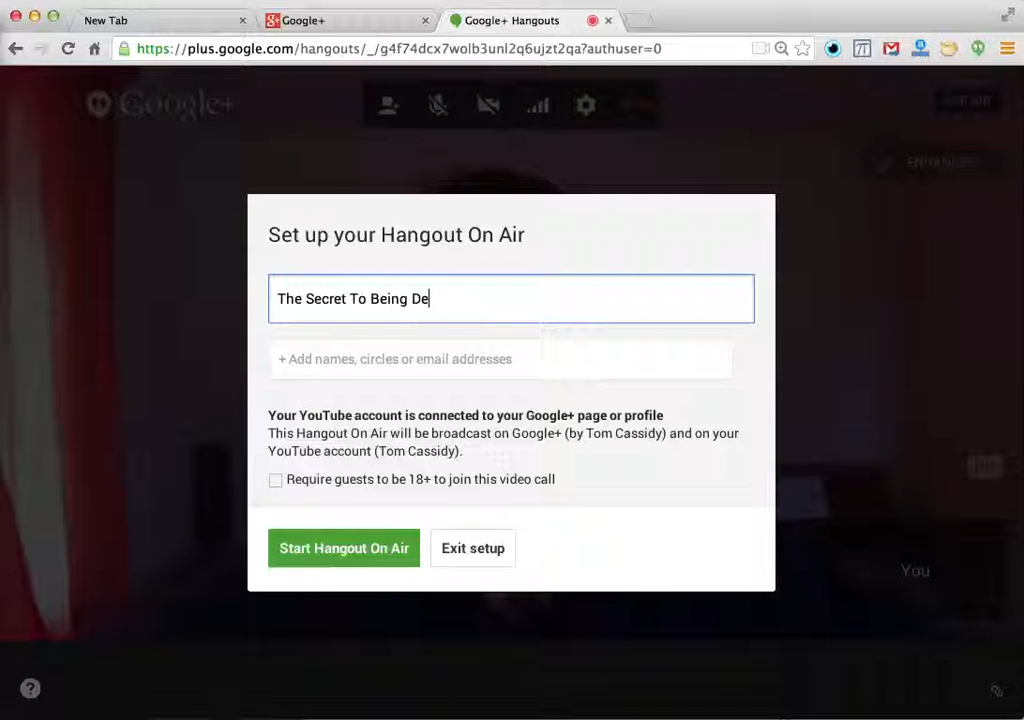 New Tab
Google+
Google+ Hangouts
https://plus.google.com/hangouts/_/g4f74dcx7wolb3unl2q6ujzt2qa?authuser=0
Google+
Set up your Hangout On Air
The Secret To Being De
+ Add names, circles or email addresses
Your YouTube account is connected to your Google+ page or profile
This Hangout On Air will be broadcast on Google+ (by Tom Cassidy) and on your
YouTube account (Tom Cassidy).
Require guests to be 18+ to join this video call
Start Hangout On Air
Exit setup
You
?